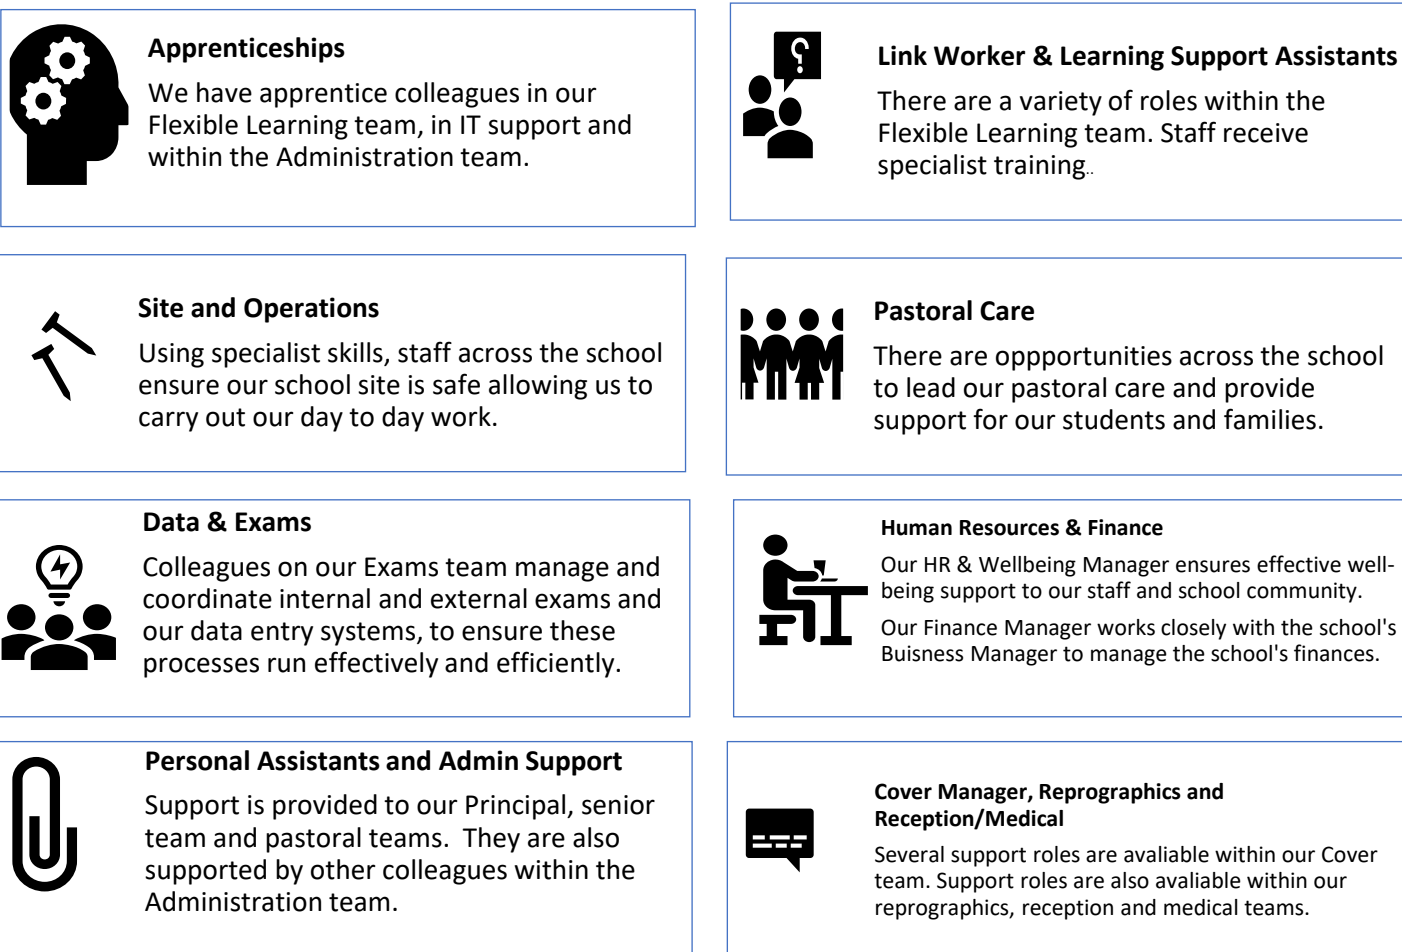 Apprenticeships
We have apprentice colleagues in our
Flexible Learning team, in IT support and
within the Administration team.
Link Worker & Learning Support Assistants
There are a variety of roles within the
Flexible Learning team. Staff receive
specialist training..
Site and Operations
Using specialist skills, staff across the school
ensure our school site is safe allowing us to
carry out our day to day work.
Pastoral Care
There are oppportunities across the school
to lead our pastoral care and provide
support for our students and families.
Data & Exams
Colleagues on our Exams team manage and
coordinate internal and external exams and
our data entry systems, to ensure these
processes run effectively and efficiently.
Human Resources & Finance
Our HR & Wellbeing Manager ensures effective well-
being support to our staff and school community.
Our Finance Manager works closely with the school's
Buisness Manager to manage the school's finances.
Personal Assistants and Admin Support
Support is provided to our Principal, senior
team and pastoral teams.  They are also
supported by other colleagues within the
Administration team.
Cover Manager, Reprographics and
Reception/Medical
Several support roles are avaliable within our Cover
team. Support roles are also avaliable within our
reprographics, reception and medical teams.